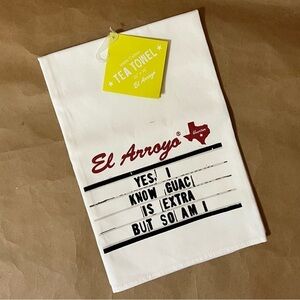 TEA TOWEL
El Arroyo
El Arroyo®
YES, I
KNOW GUAC
IS EXTRA
BUT SO AM I